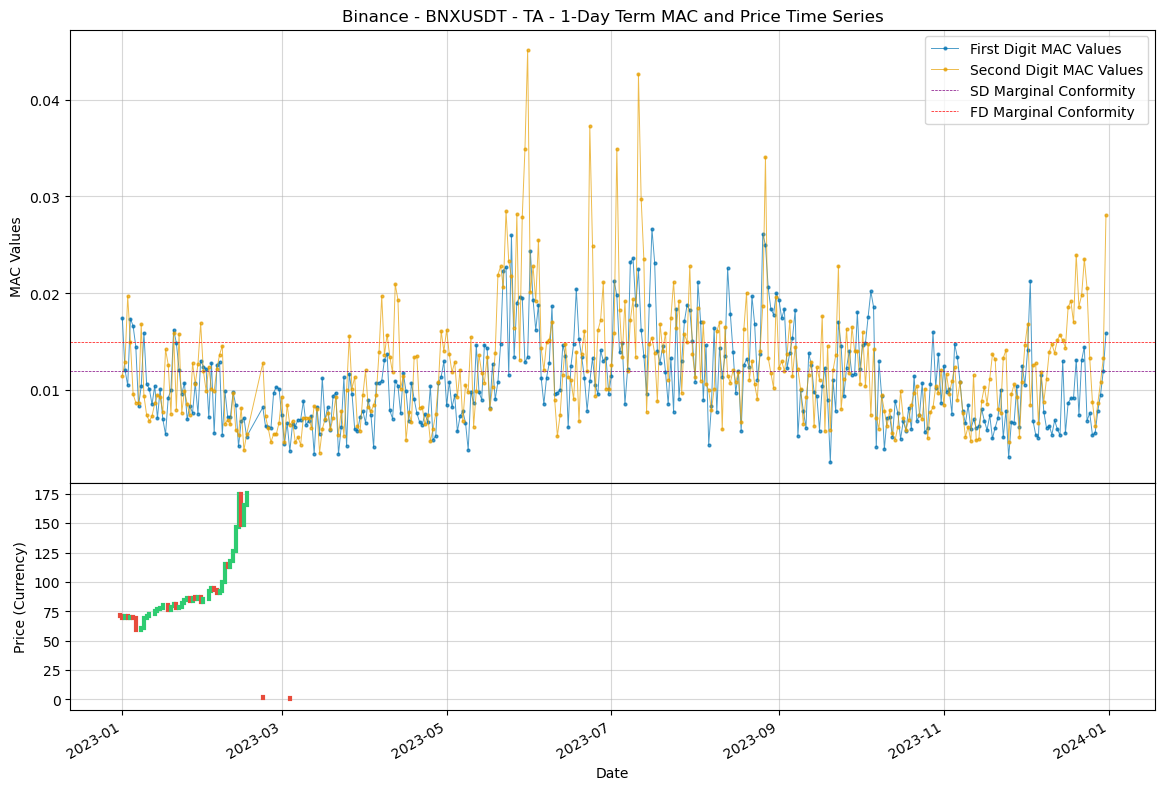 Binance - BNXUSDT - TA - 1-Day Term MAC and Price Time Series
First Digit MAC Values
Second Digit MAC Values
SD Marginal Conformity
FD Marginal Conformity
MAC Values
0.04
0.03
0.02
0.01
Price (Currency)
175
150
125
100
75
50
25
0
2023-01
2023-03
2023-05
2023-07
2023-09
2023-11
2024-01
Date